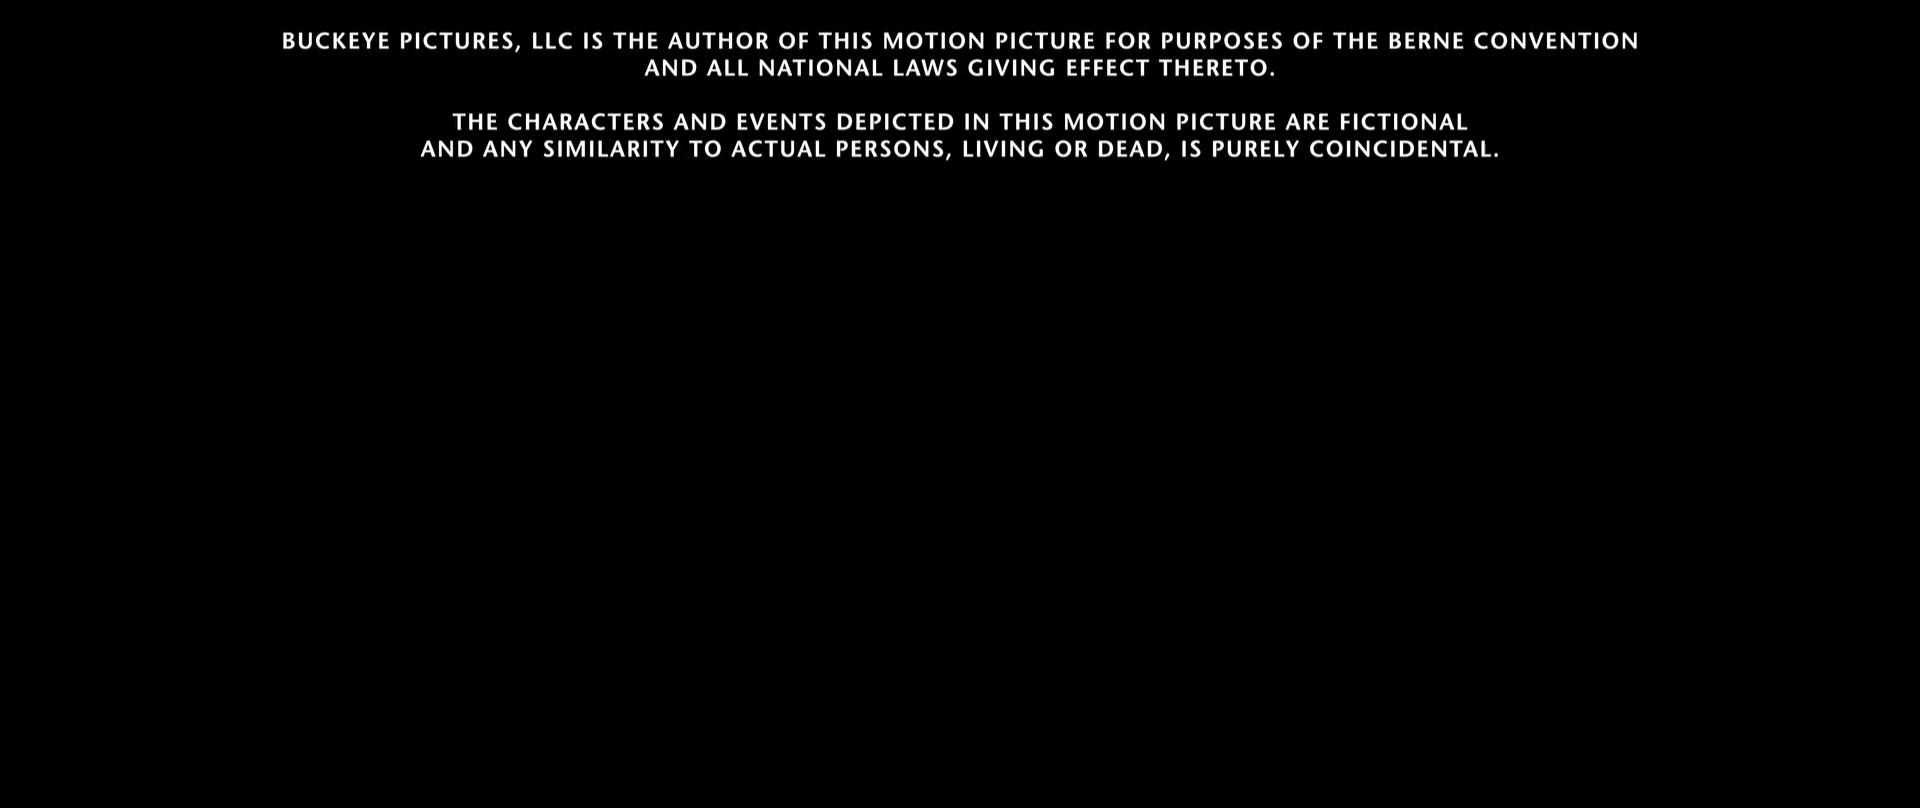 BUCKEYE PICTURES, LLC IS THE AUTHOR OF THIS MOTION PICTURE FOR PURPOSES OF THE BERNE CONVENTION
AND ALL NATIONAL LAWS GIVING EFFECT THERETO.
THE CHARACTERS AND EVENTS DEPICTED IN THIS MOTION PICTURE ARE FICTIONAL
AND ANY SIMILARITY TO ACTUAL PERSONS, LIVING OR DEAD, IS PURELY COINCIDENTAL.